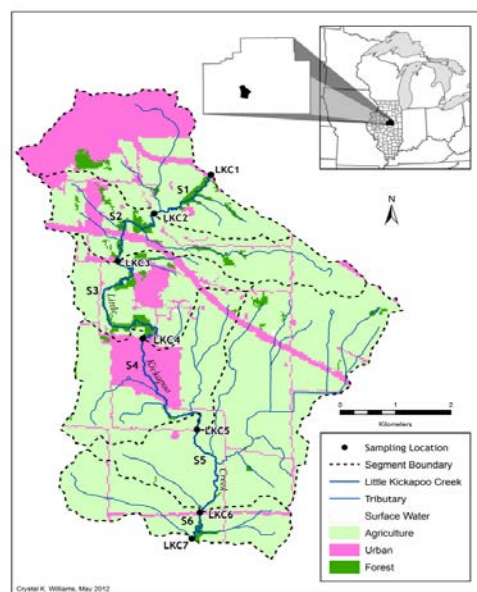 LKC1
S1
S2
LKC2
LKC3
S3
Little
LKC4
S4
Kickapoo
LKC5
S5
Creek
LKC6
S6
LKC7
N
0 1 2
Kilometers
Sampling Location
Segment Boundary
Little Kickapoo Creek
Tributary
Surface Water
Agriculture
Urban
Forest
Crystal K. Williams, May 2012